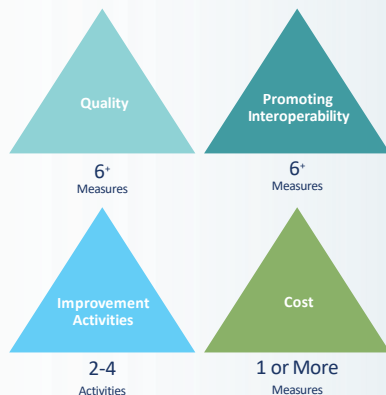 Quality
6+
Measures
Promoting
Interoperability
6+
Measures
Improvement
Activities
2-4
Activities
Cost
1 or More
Measures